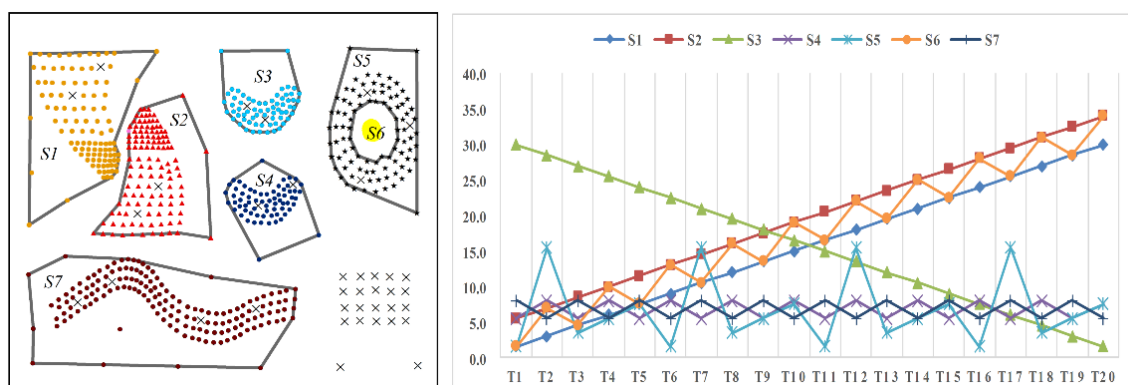 S1
S2
S3
S4
S5
S6
S7
S1 S2 S3 S4 S5 S6 S7
40,0
35,0
30,0
25,0
20,0
15,0
10,0
5,0
0,0
T1 T2 T3 T4 T5 T6 T7 T8 T9 T10 T11 T12 T13 T14 T15 T16 T17 T18 T19 T20